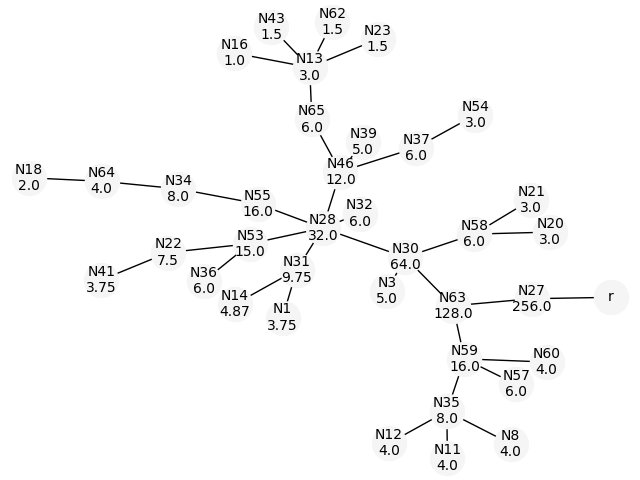 N43
1.5
N62
1.5
N16
1.0
N23
1.5
N13
3.0
N65
6.0
N54
3.0
N39
5.0
N37
6.0
N46
12.0
N18
2.0
N64
4.0
N34
8.0
N55
16.0
N32
6.0
N28
32.0
N21
3.0
N58
6.0
N20
3.0
N53
15.0
N22
7.5
N30
64.0
N41
3.75
N36
6.0
N31
9.75
N14
4.87
N1
3.75
N3
5.0
N63
128.0
N27
256.0
r
N59
16.0
N60
4.0
N57
6.0
N35
8.0
N12
4.0
N11
4.0
N8
4.0